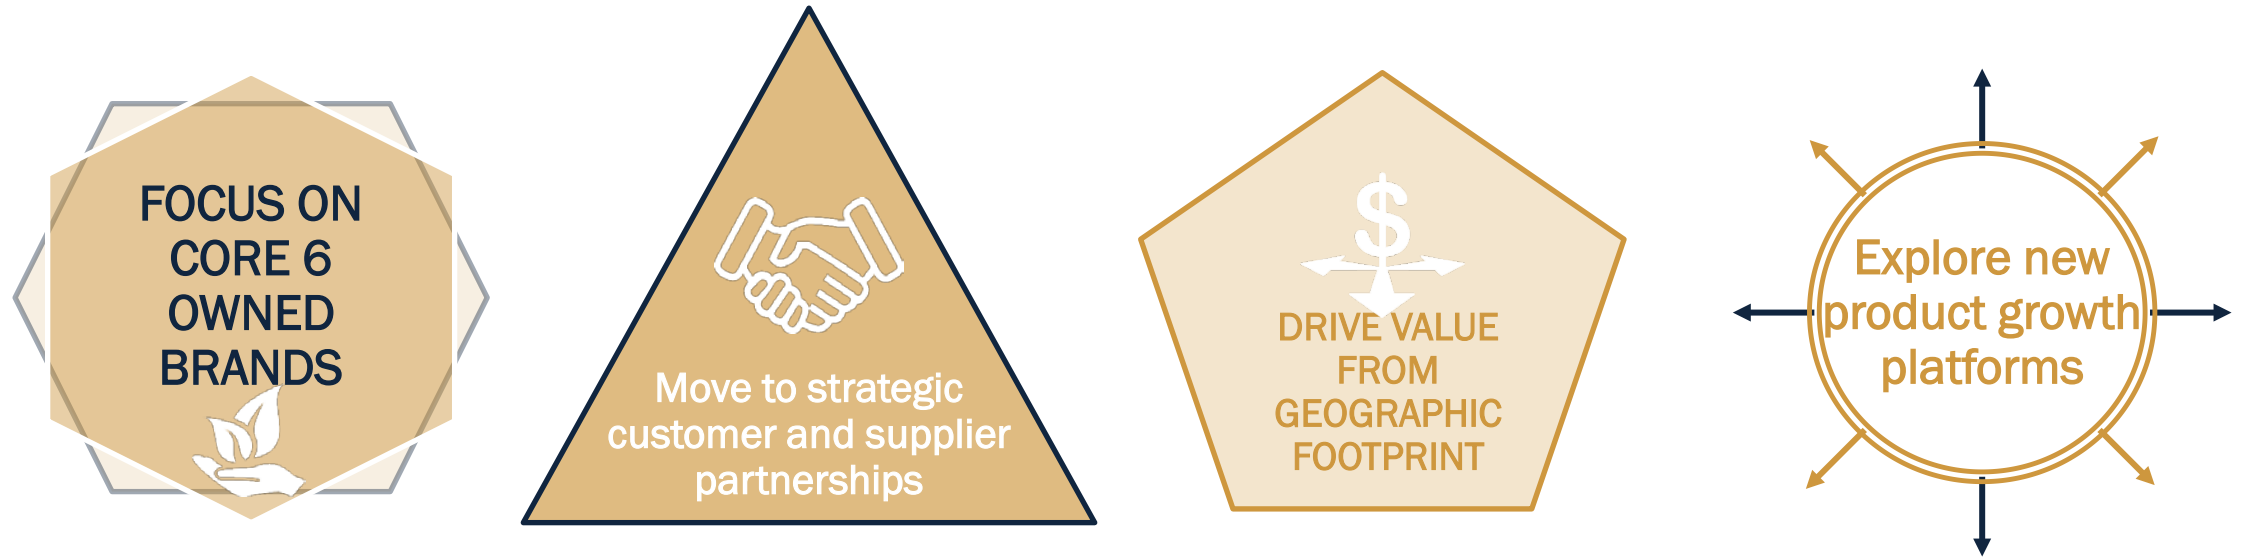 FOCUS ON
CORE 6
OWNED
BRANDS
Move to strategic
customer and supplier
partnerships
$
DRIVE VALUE
FROM
GEOGRAPHIC
FOOTPRINT
Explore new
product growth
platforms